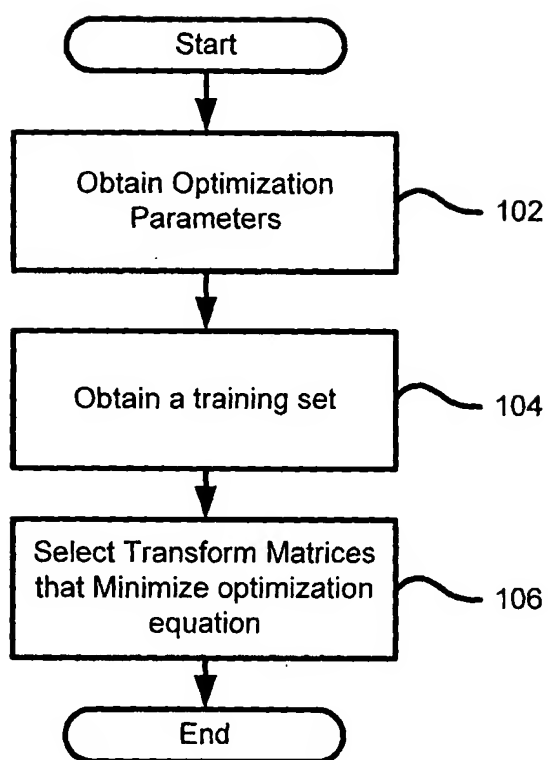 Start
Obtain Optimization
Parameters
102
Obtain a training set
104
Select Transform Matrices
that Minimize optimization
equation
106
End